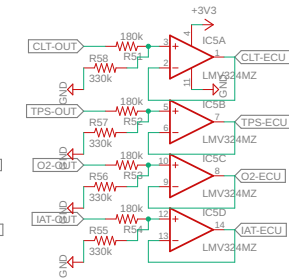 +3V3
180k
IC5A
CLT-OUT
3
4
1
CLT-ECU
R58
R51
2
11
330k
LMV324MZ
GND
GND
180k
IC5B
TPS-OUT
5
7
TPS-ECU
R57
R52
6
330k
LMV324MZ
GND
180k
IC5C
O2-OUT
10
8
O2-ECU
R56
R53
9
330k
LMV324MZ
GND
180k
IC5D
IAT-OUT
12
14
IAT-ECU
R55
R54
13
330k
LMV324MZ
GND